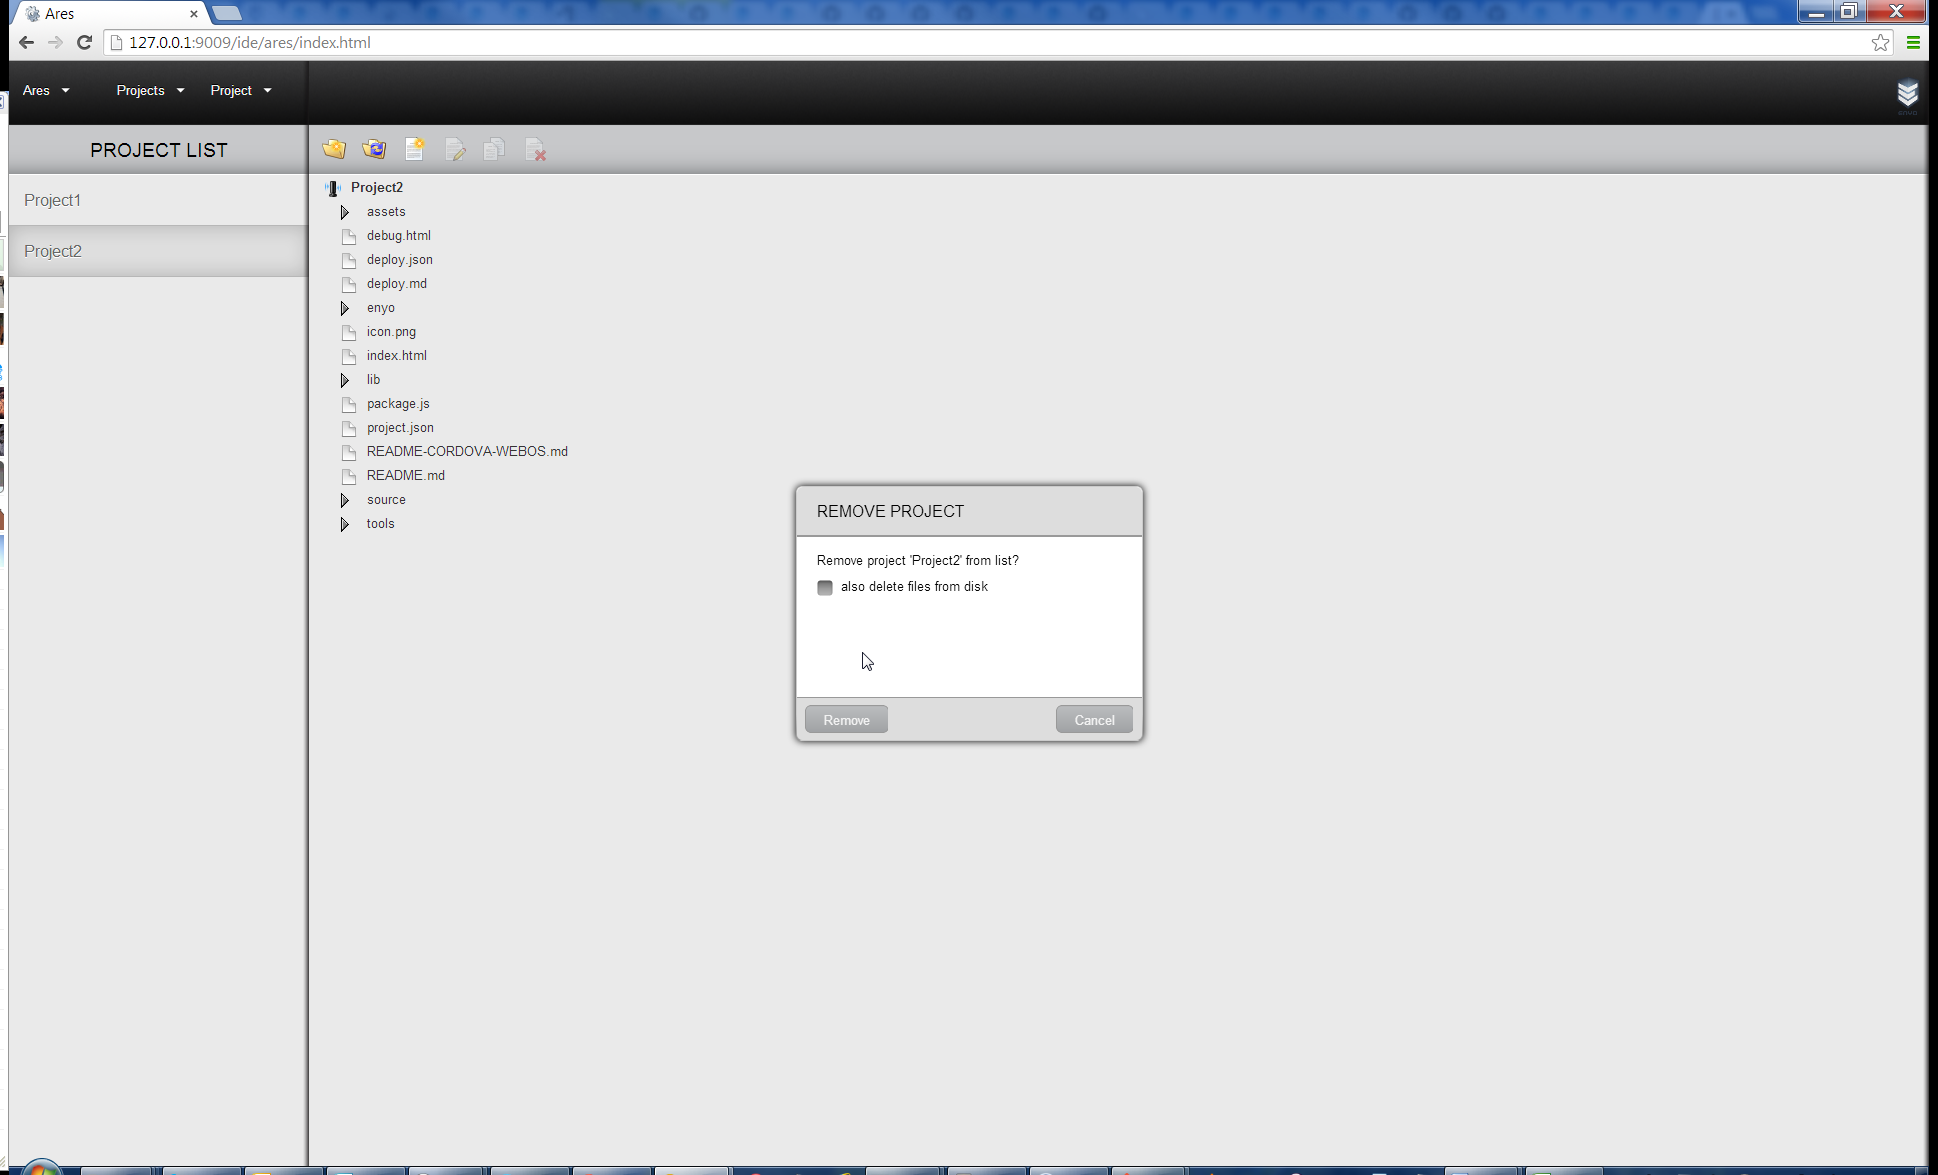 Ares
127.0.0.1:9009/ide/ares/index.html
Ares Projects Project
enyo
PROJECT LIST
Project1
Project2
Project2
assets
debug.html
deploy.json
deploy.md
enyo
icon.png
index.html
lib
package.js
project.json
README-CORDOVA-WEBOS.md
README.md
source
tools
REMOVE PROJECT
Remove project 'Project2' from list?
also delete files from disk
Remove Cancel